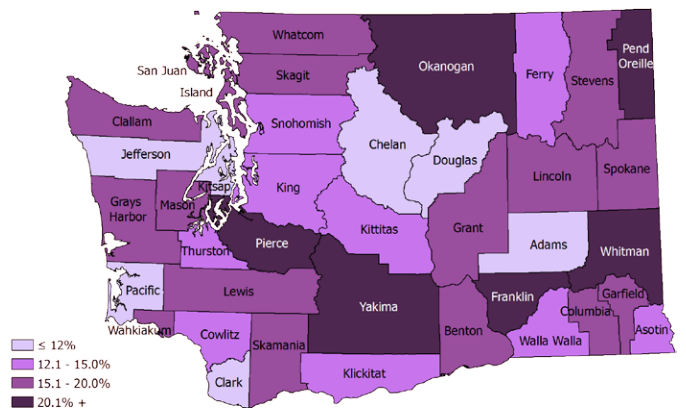 Whatcom
San Juan
Skagit
Island
Okanogan
Ferry
Stevens
Pend
Oreille
Clallam
Snohomish
Chelan
Douglas
Jefferson
Kitsap
King
Lincoln
Spokane
Grays
Harbor
Mason
Kittitas
Grant
Adams
Pierce
Thurston
Whitman
Pacific
Lewis
Yakima
Franklin
Garfield
Columbia
Wahkiakum
Cowlitz
Skamania
Benton
Walla Walla
Asotin
Clark
Klickitat
≤ 12%
12.1 - 15.0%
15.1 - 20.0%
20.1% +